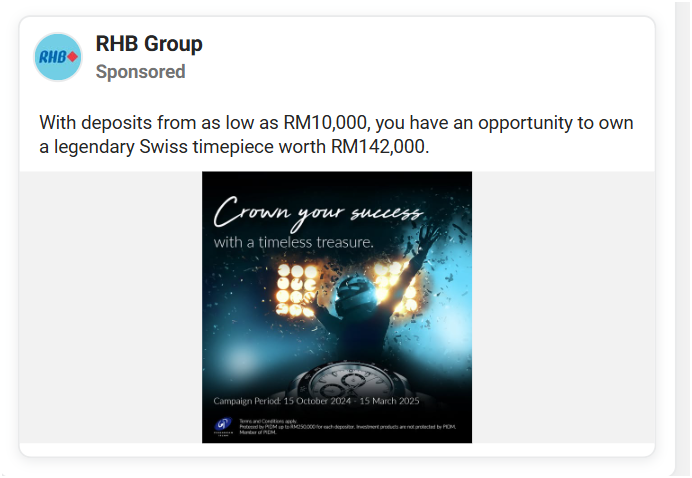 RHB Group
RHB
Sponsored
With deposits from as low as RM10,000, you have an opportunity to own
a legendary Swiss timepiece worth RM142,000.
Crown your success
with a timeless treasure.
Campaign Period: 15 October 2024 - 15 March 2025
Terms and Conditions apply.
Protected by PIDM up to RM250,000 for each depositor. Investment products are not protected by PIDM.
Member of PIDM.